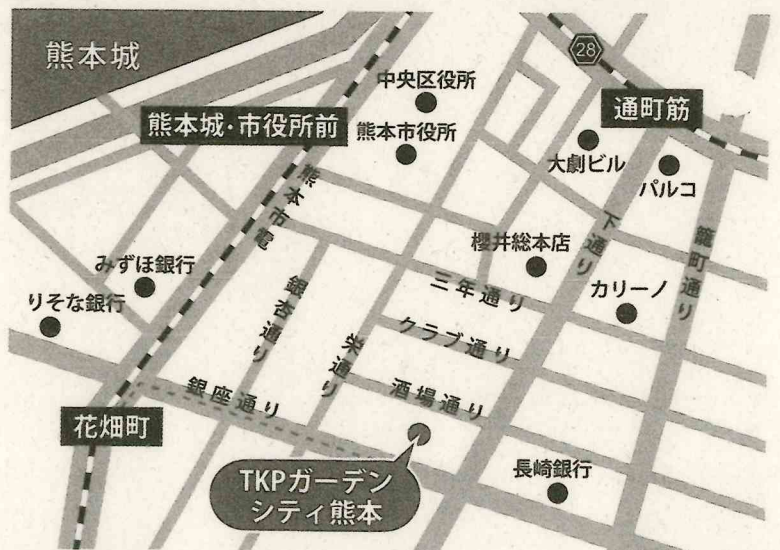 熊本城
28
中央区役所
熊本城・市役所前
熊本市役所
通町筋
大劇ビル
パルコ
熊本市電
下通り
籠町通り
櫻井総本店
みずほ銀行
りそな銀行
銀杏通り
三年通り
カリーノ
クラブ通り
栄通り
酒場通り
銀座通り
花畑町
TKPガーデン
シティ熊本
長崎銀行